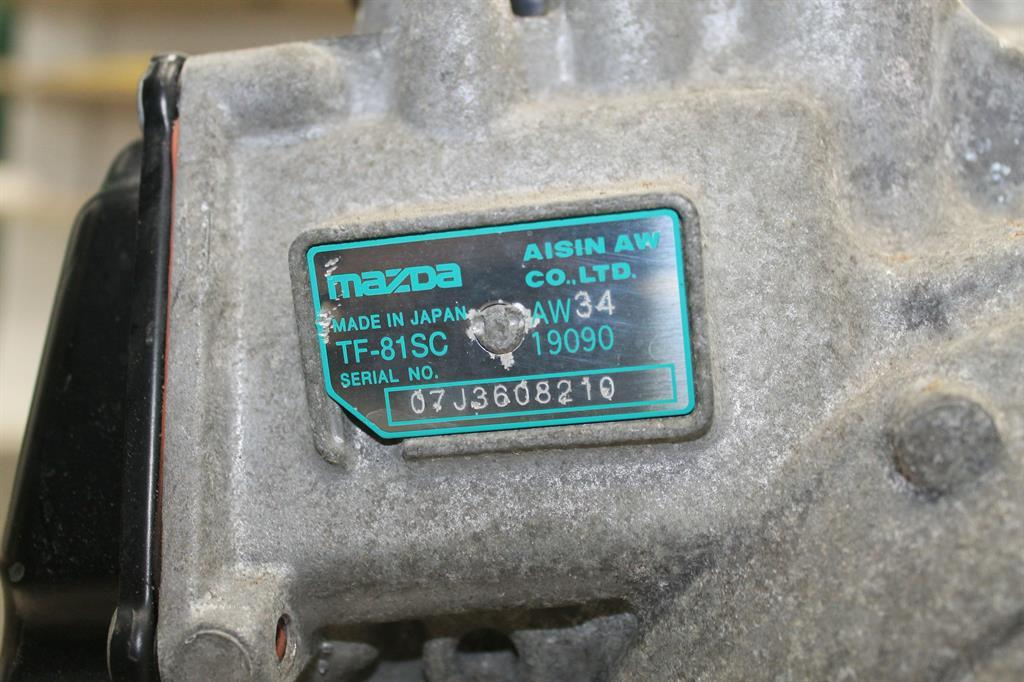 mazda
AISIN AW
CO.,LTD.
MADE IN JAPAN
AW34
TF-81SC
19090
SERIAL NO.
07J3608210